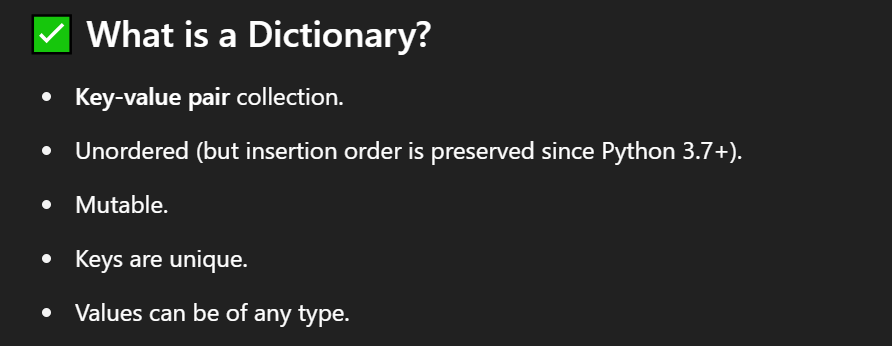 ✅ What is a Dictionary?
• Key-value pair collection.
• Unordered (but insertion order is preserved since Python 3.7+).
• Mutable.
• Keys are unique.
• Values can be of any type.